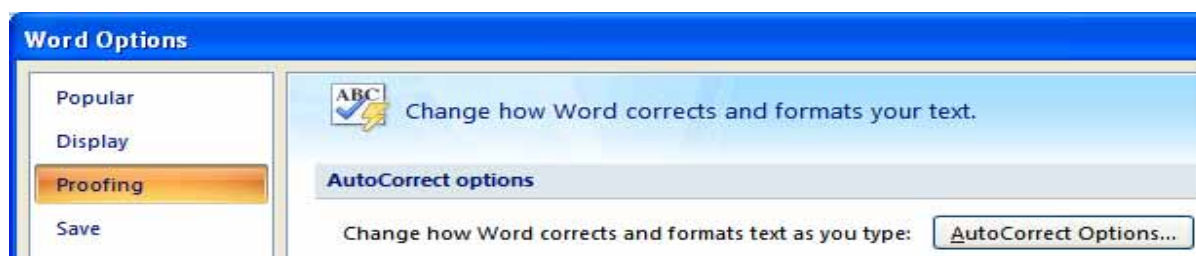 Word Options
Popular
Display
Proofing
Save
ABC
Change how Word corrects and formats your text.
AutoCorrect options
Change how Word corrects and formats text as you type: AutoCorrect Options...